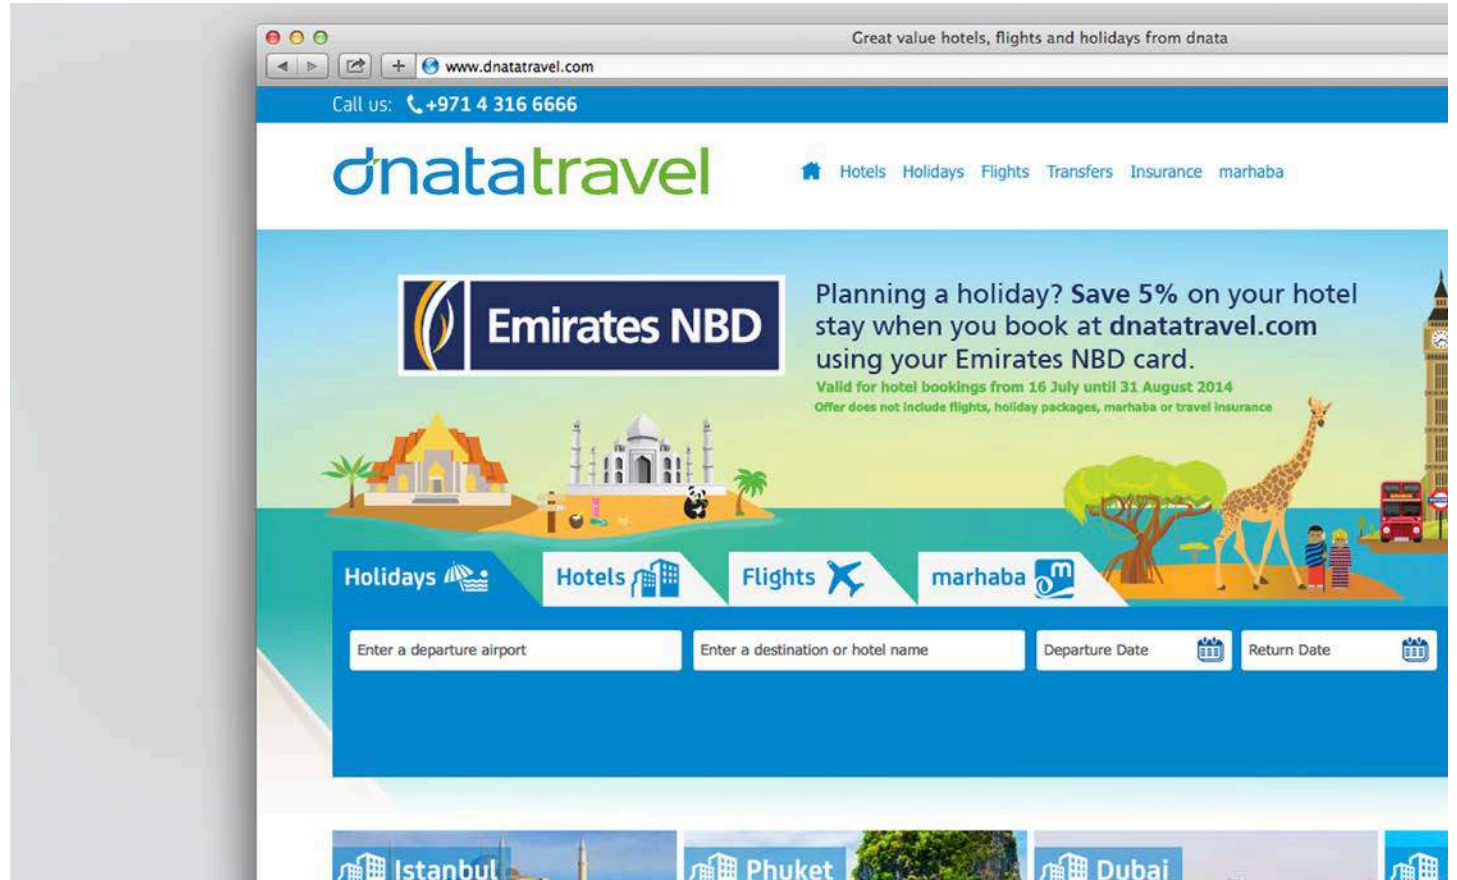 Great value hotels, flights and holidays from dnata
www.dnatatravel.com
Call us: +971 4 316 6666
dnatatravel
Hotels Holidays Flights Transfers Insurance marhaba
Emirates NBD
Planning a holiday? Save 5% on your hotel
stay when you book at dnatatravel.com
using your Emirates NBD card.
Valid for hotel bookings from 16 July until 31 August 2014
Offer does not include flights, holiday packages, marhaba or travel insurance
Holidays Hotels Flights marhaba m
Enter a departure airport Enter a destination or hotel name Departure Date Return Date
Istanbul Phuket Dubai